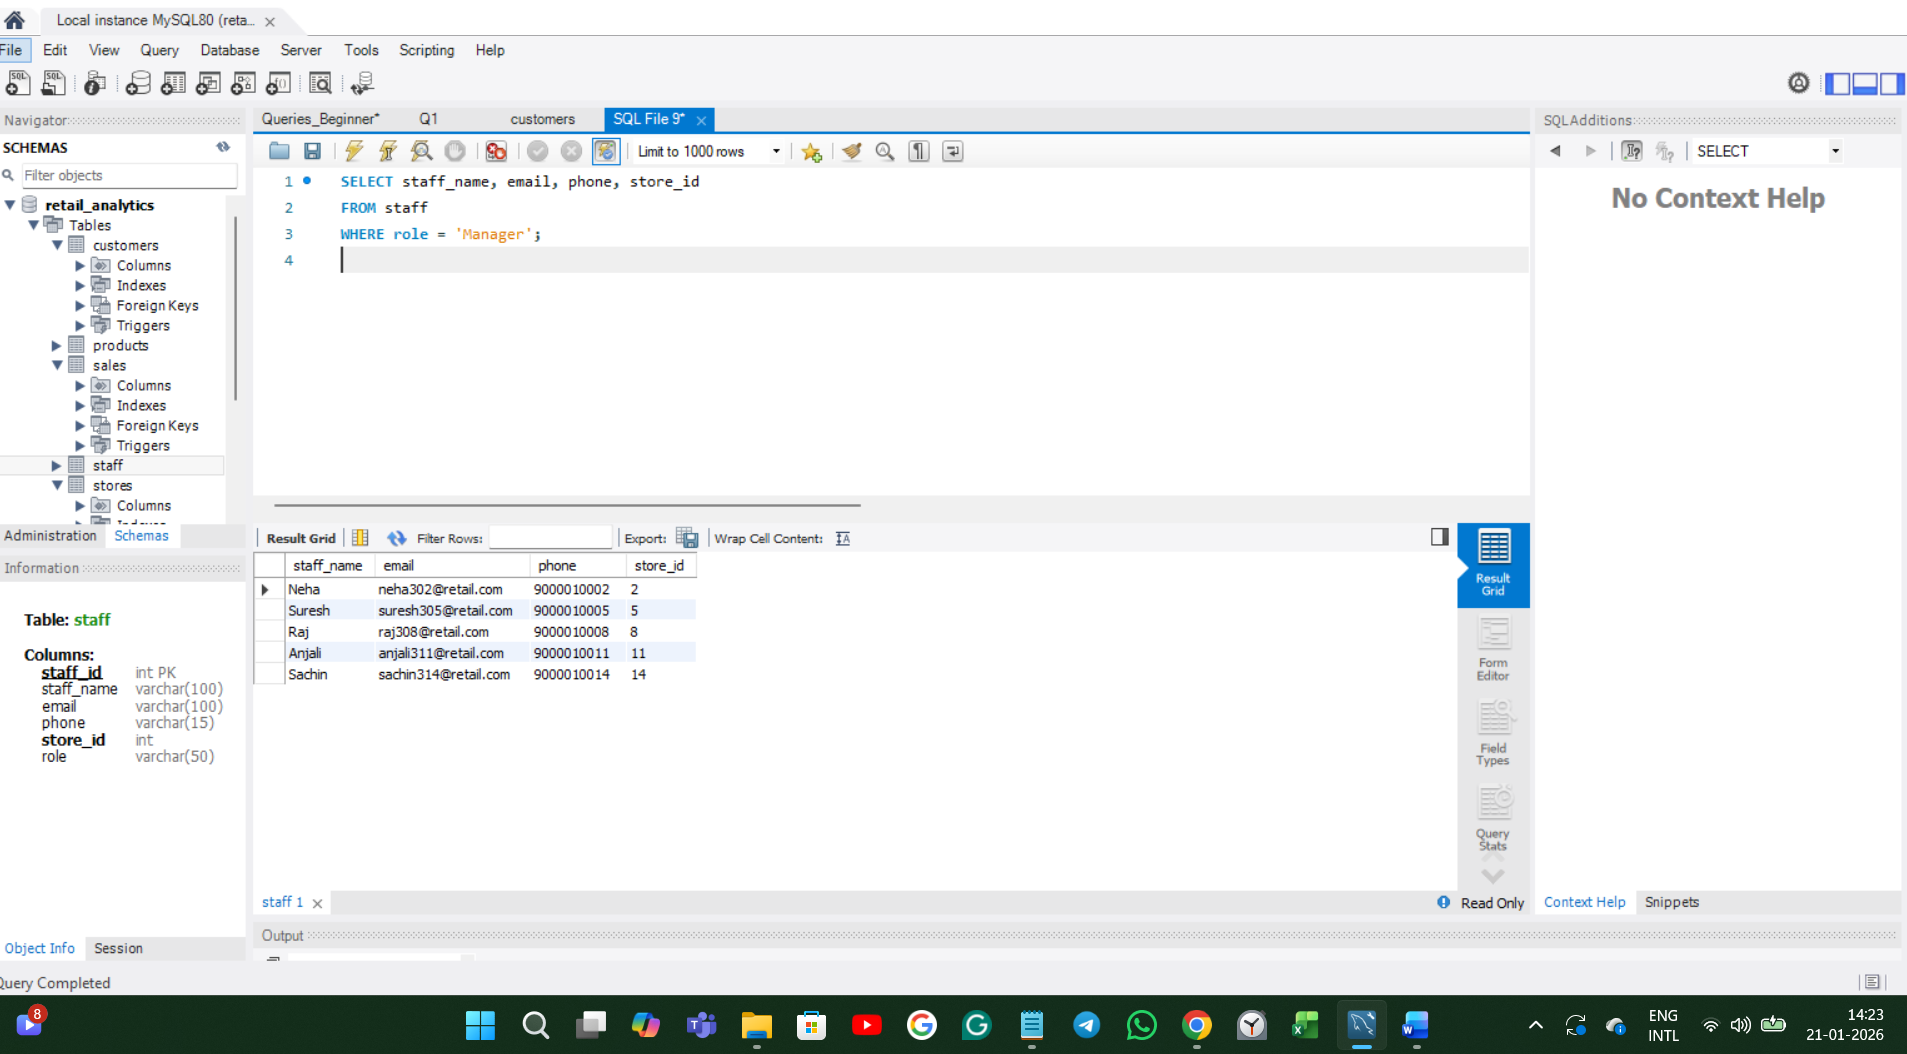 Local instance MySQL80 (reta...
File Edit View Query Database Server Tools Scripting Help
Navigator
SCHEMAS
Filter objects
retail_analytics
Tables
customers
Columns
Indexes
Foreign Keys
Triggers
products
sales
Columns
Indexes
Foreign Keys
Triggers
staff
stores
Columns
Administration Schemas
Information
Table: staff
Columns:
staff_id int PK
staff_name varchar(100)
email varchar(100)
phone varchar(15)
store_id int
role varchar(50)
Object Info Session
Queries_Beginner* Q1 customers SQL File 9*
Limit to 1000 rows
1 SELECT staff_name, email, phone, store_id
2 FROM staff
3 WHERE role = 'Manager';
4
Result Grid Filter Rows: Export: Wrap Cell Content:
staff_name email phone store_id
Neha neha302@retail.com 9000010002 2
Suresh suresh305@retail.com 9000010005 5
Raj raj308@retail.com 9000010008 8
Anjali anjali311@retail.com 9000010011 11
Sachin sachin314@retail.com 9000010014 14
Result
Grid
Form
Editor
Field
Types
Query
Stats
staff 1
Read Only
Output
SQLAdditions
SELECT
No Context Help
Context Help Snippets
Query Completed
8
ENG
INTL
14:23
21-01-2026